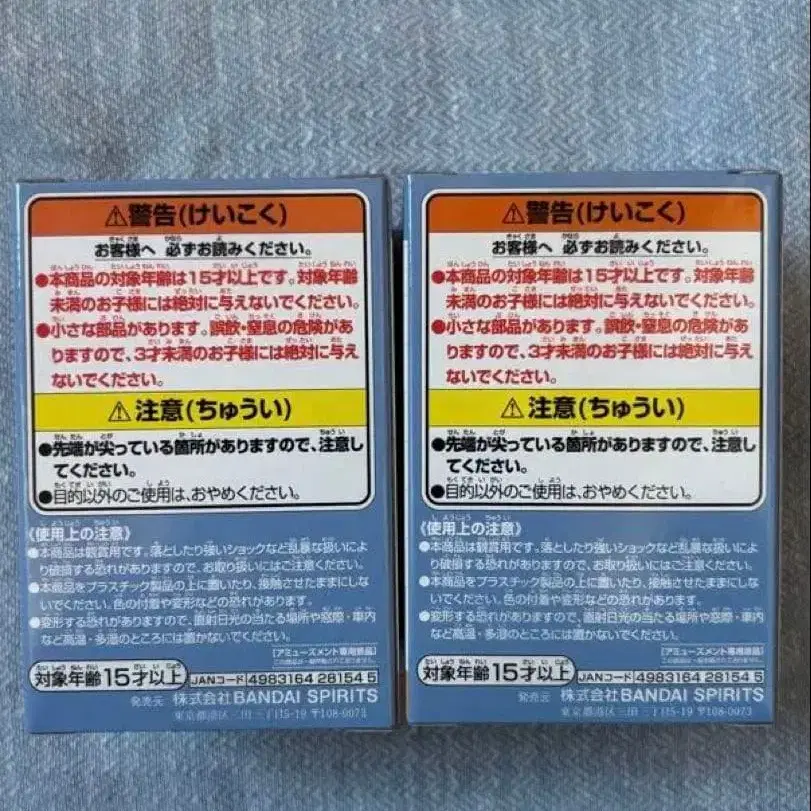 ⚠警告(けいこく)
お客様へ 必ずお読みください。
●本商品の対象年齢は15才以上です。対象年齢
未満のお子様には絶対に与えないでください。
●小さな部品があります。誤飲・窒息の危険があ
りますので、3才未満のお子様には絶対に与え
ないでください。
⚠注意(ちゅうい)
●先端が尖っている箇所がありますので、注意し
てください。
●目的以外のご使用は、おやめください。
《使用上の注意》
●本商品は観賞用です。落としたり強いショックなど乱暴な扱いによ
り破損する恐れがありますので、お取り扱いにはご注意ください。
●本商品をプラスチック製品の上に置いたり、接触させたままにしな
いでください。色の付着や変形などの恐れがあります。
●変形する恐れがありますので、直射日光の当たる場所や窓際・車内
など高温・多湿のところには置かないでください。
[アミューズメント専用景品]
対象年齢15才以上 JANコード 4983164 28154 5
発売元 株式会社BANDAI SPIRITS
東京都港区三田三丁目5-19 〒108-0073
⚠警告(けいこく)
お客様へ 必ずお読みください。
●本商品の対象年齢は15才以上です。対象年齢
未満のお子様には絶対に与えないでください。
●小さな部品があります。誤飲・窒息の危険があ
りますので、3才未満のお子様には絶対に与え
ないでください。
⚠注意(ちゅうい)
●先端が尖っている箇所がありますので、注意し
てください。
●目的以外のご使用は、おやめください。
《使用上の注意》
●本商品は観賞用です。落としたり強いショックなど乱暴な扱いによ
り破損する恐れがありますので、お取り扱いにはご注意ください。
●本商品をプラスチック製品の上に置いたり、接触させたままにしな
いでください。色の付着や変形などの恐れがあります。
●変形する恐れがありますので、直射日光の当たる場所や窓際・車内
など高温・多湿のところには置かないでください。
[アミューズメント専用景品]
対象年齢15才以上 JANコード 4983164 28154 5
発売元 株式会社BANDAI SPIRITS
東京都港区三田三丁目5-19 〒108-0073